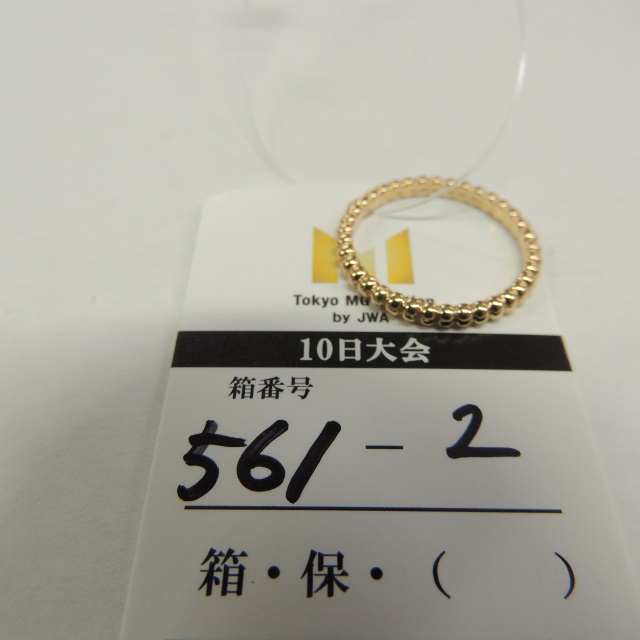 Tokyo
by JWA
10日大会
箱番号
561-2
箱・保・( )